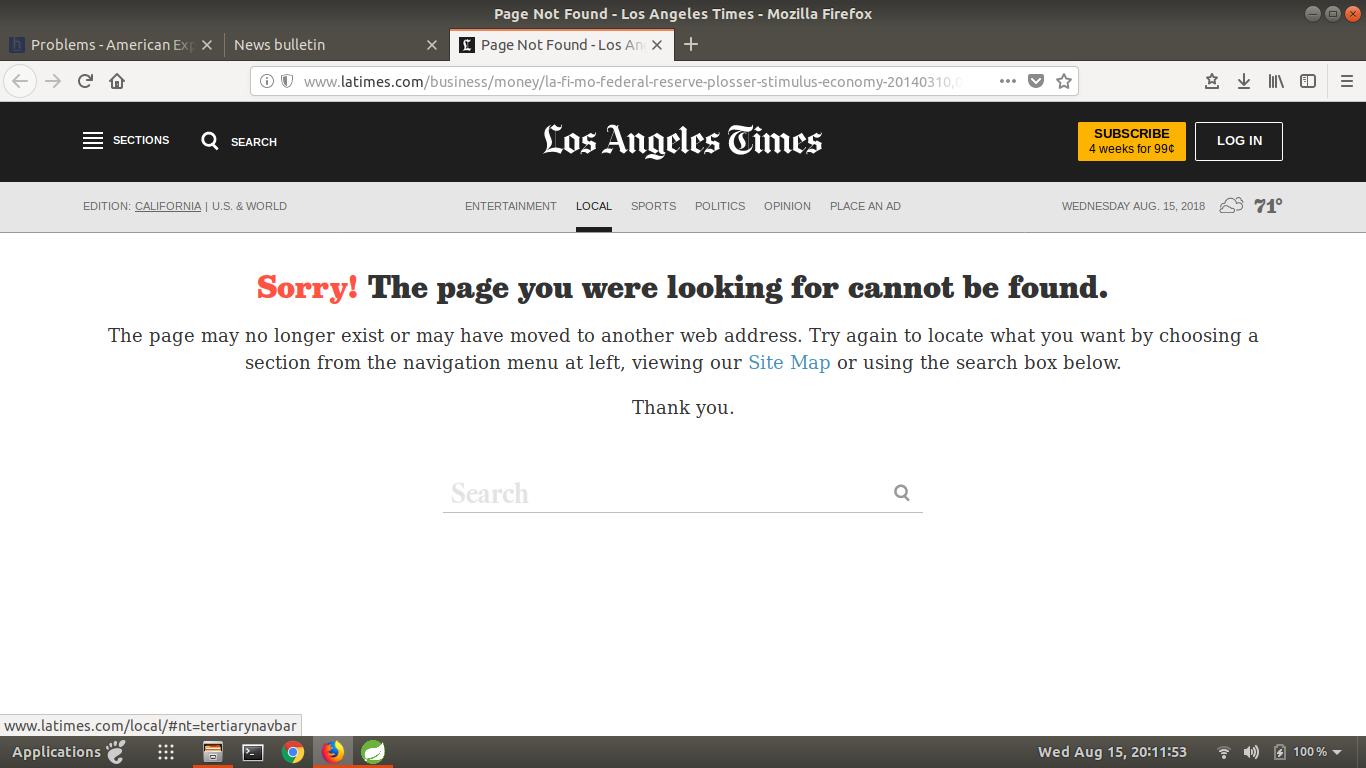 Page Not Found - Los Angeles Times - Mozilla Firefox
Problems - American Exp
News bulletin
Page Not Found - Los An
www.latimes.com/business/money/la-fi-mo-federal-reserve-plosser-stimulus-economy-20140310,0
SECTIONS
SEARCH
Los Angeles Times
SUBSCRIBE
4 weeks for 99¢
LOG IN
EDITION: CALIFORNIA | U.S. & WORLD
ENTERTAINMENT LOCAL SPORTS POLITICS OPINION PLACE AN AD
WEDNESDAY AUG. 15, 2018
71°
Sorry! The page you were looking for cannot be found.
The page may no longer exist or may have moved to another web address. Try again to locate what you want by choosing a
section from the navigation menu at left, viewing our Site Map or using the search box below.
Thank you.
Search
www.latimes.com/local/#nt=tertiarynavbar
Applications
Wed Aug 15, 20:11:53
100 %